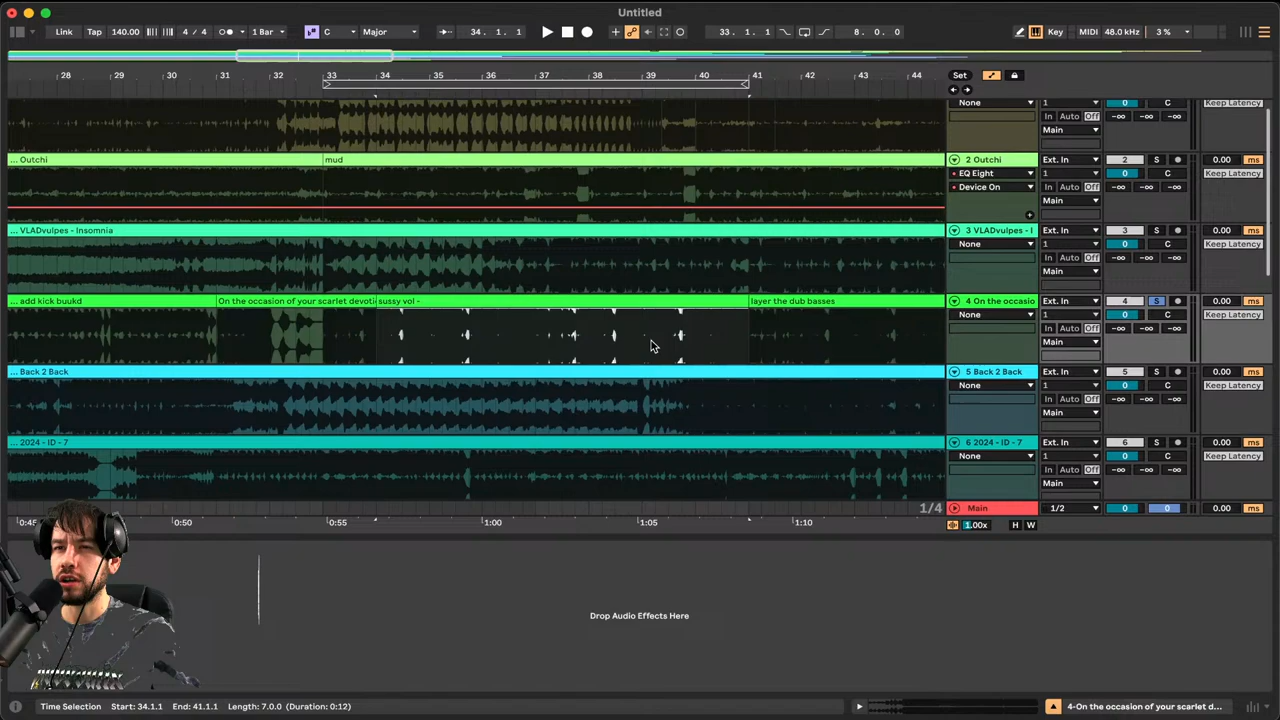 Untitled
Link Tap 140.00 4 / 4 1 Bar C Major 34. 1. 1 33. 1. 1 8. 0. 0 Key MIDI 48.0 kHz 3 %
28 29 30 31 32 33 34 35 36 37 38 39 40 41 42 43 44 Set
None 1 0 C Keep Latency
In Auto Off -∞ -∞ -∞
Main
... Outchi mud 2 Outchi Ext. In 2 S 0.00 ms
EQ Eight 1 0 C Keep Latency
Device On In Auto Off -∞ -∞ -∞
Main
... VLADvulpes - Insomnia 3 VLADvulpes - I Ext. In 3 S 0.00 ms
None 1 0 C Keep Latency
In Auto Off -∞ -∞ -∞
Main
... add kick buukd On the occasion of your scarlet devoti sussy vol - layer the dub basses 4 On the occasio Ext. In 4 S 0.00 ms
None 1 0 C Keep Latency
In Auto Off -∞ -∞ -∞
Main
... Back 2 Back 5 Back 2 Back Ext. In 5 S 0.00 ms
None 1 0 C Keep Latency
In Auto Off -∞ -∞ -∞
Main
... 2024 - ID - 7 6 2024 - ID - 7 Ext. In 6 S 0.00 ms
None 1 0 C Keep Latency
In Auto Off -∞ -∞ -∞
Main
1/4 Main 1/2 0 0 0.00 ms
0:45 0:50 0:55 1:00 1:05 1:10 1.00x H W
Drop Audio Effects Here
Time Selection Start: 34.1.1 End: 41.1.1 Length: 7.0.0 (Duration: 0:12) 4-On the occasion of your scarlet d...